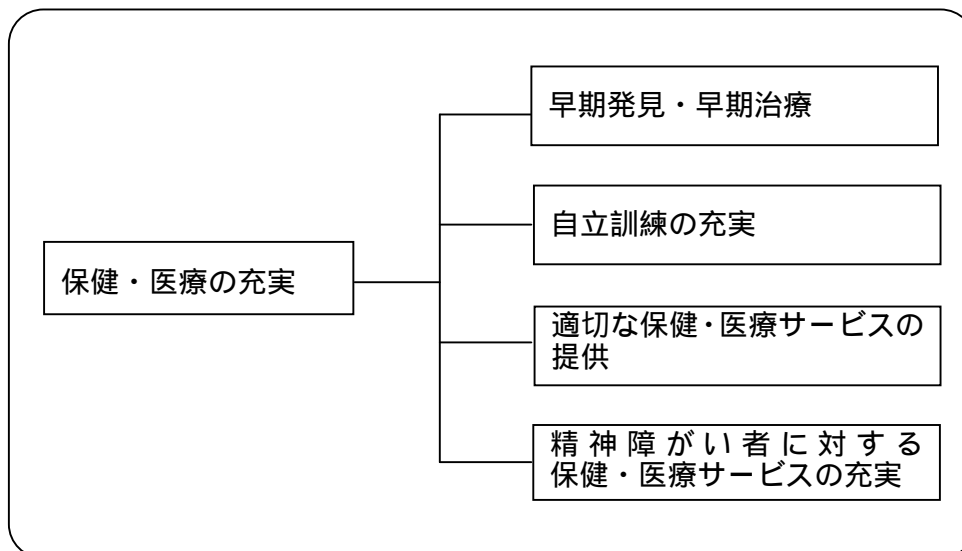 保健・医療の充実
早期発見・早期治療
自立訓練の充実
適切な保健・医療サービスの
提供
精神障がい者に対する
保健・医療サービスの充実